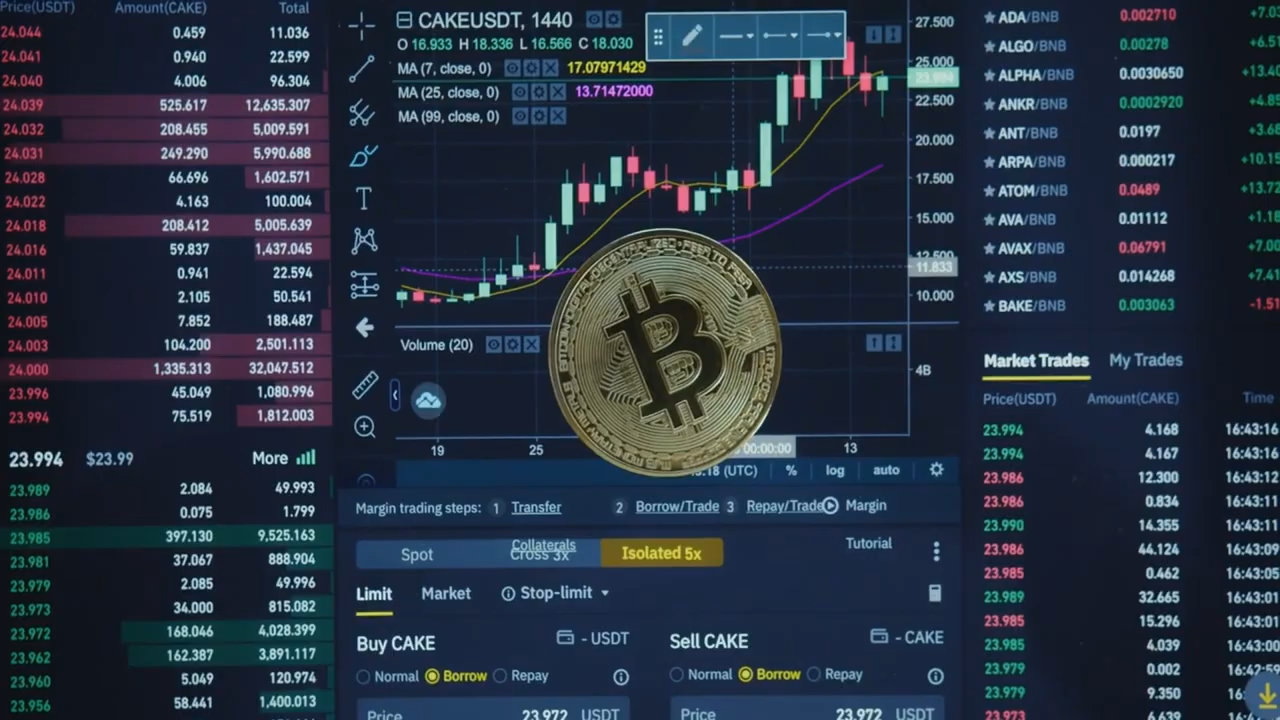 Price(USDT) Amount(CAKE) Total
24.044 0.459 11.036
24.041 0.940 22.599
24.040 4.006 96.304
24.039 525.617 12,635.307
24.032 208.455 5,009.591
24.031 249.290 5,990.688
24.028 66.696 1,602.571
24.022 4.163 100.004
24.018 208.412 5,005.639
24.016 59.837 1,437.045
24.011 0.941 22.594
24.010 2.105 50.541
24.005 7.852 188.487
24.003 104.200 2,501.113
24.000 1,335.313 32,047.512
23.996 45.049 1,080.996
23.994 75.519 1,812.003
23.994 $23.99 More
23.989 2.084 49.993
23.986 0.075 1.799
23.985 397.130 9,525.163
23.981 37.067 888.904
23.979 2.085 49.996
23.973 34.000 815.082
23.972 168.046 4,028.399
23.962 162.387 3,891.117
23.960 5.049 120.974
23.956 58.441 1,400.013
CAKEUSDT, 1440
O 16.933 H 18.336 L 16.566 C 18.030
MA (7, close, 0) 17.07971429
MA (25, close, 0) 13.71472000
MA (99, close, 0)
27.500
25.000
23.994
22.500
20.000
17.500
15.000
12.500
11.833
10.000
Volume (20)
4B
19 25 00:00:00 13
(UTC) % log auto
Margin trading steps: 1 Transfer 2 Borrow/Trade 3 Repay/Trade Margin
Collaterals
Tutorial
Spot Cross 3x Isolated 5x
Limit Market Stop-limit
Buy CAKE - USDT
Normal Borrow Repay
Price 23.972 USDT
Sell CAKE - CAKE
Normal Borrow Repay
Price 23.972 USDT
ADA/BNB 0.002710
ALGO/BNB 0.00278
ALPHA/BNB 0.0030650
ANKR/BNB 0.0002920
ANT/BNB 0.0197
ARPA/BNB 0.000217
ATOM/BNB 0.0489
AVA/BNB 0.01112
AVAX/BNB 0.06791
AXS/BNB 0.014268
BAKE/BNB 0.003063
Market Trades My Trades
Price(USDT) Amount(CAKE) Time
23.994 4.168 16:43:16
23.994 4.167 16:43:16
23.986 12.300 16:43:12
23.986 0.834 16:43:11
23.990 14.355 16:43:11
23.986 44.124 16:43:09
23.985 0.462 16:43:05
23.989 32.665 16:43:01
23.985 15.296 16:43:01
23.985 4.039 16:43:00
23.979 0.002
23.979 9.350
23.973